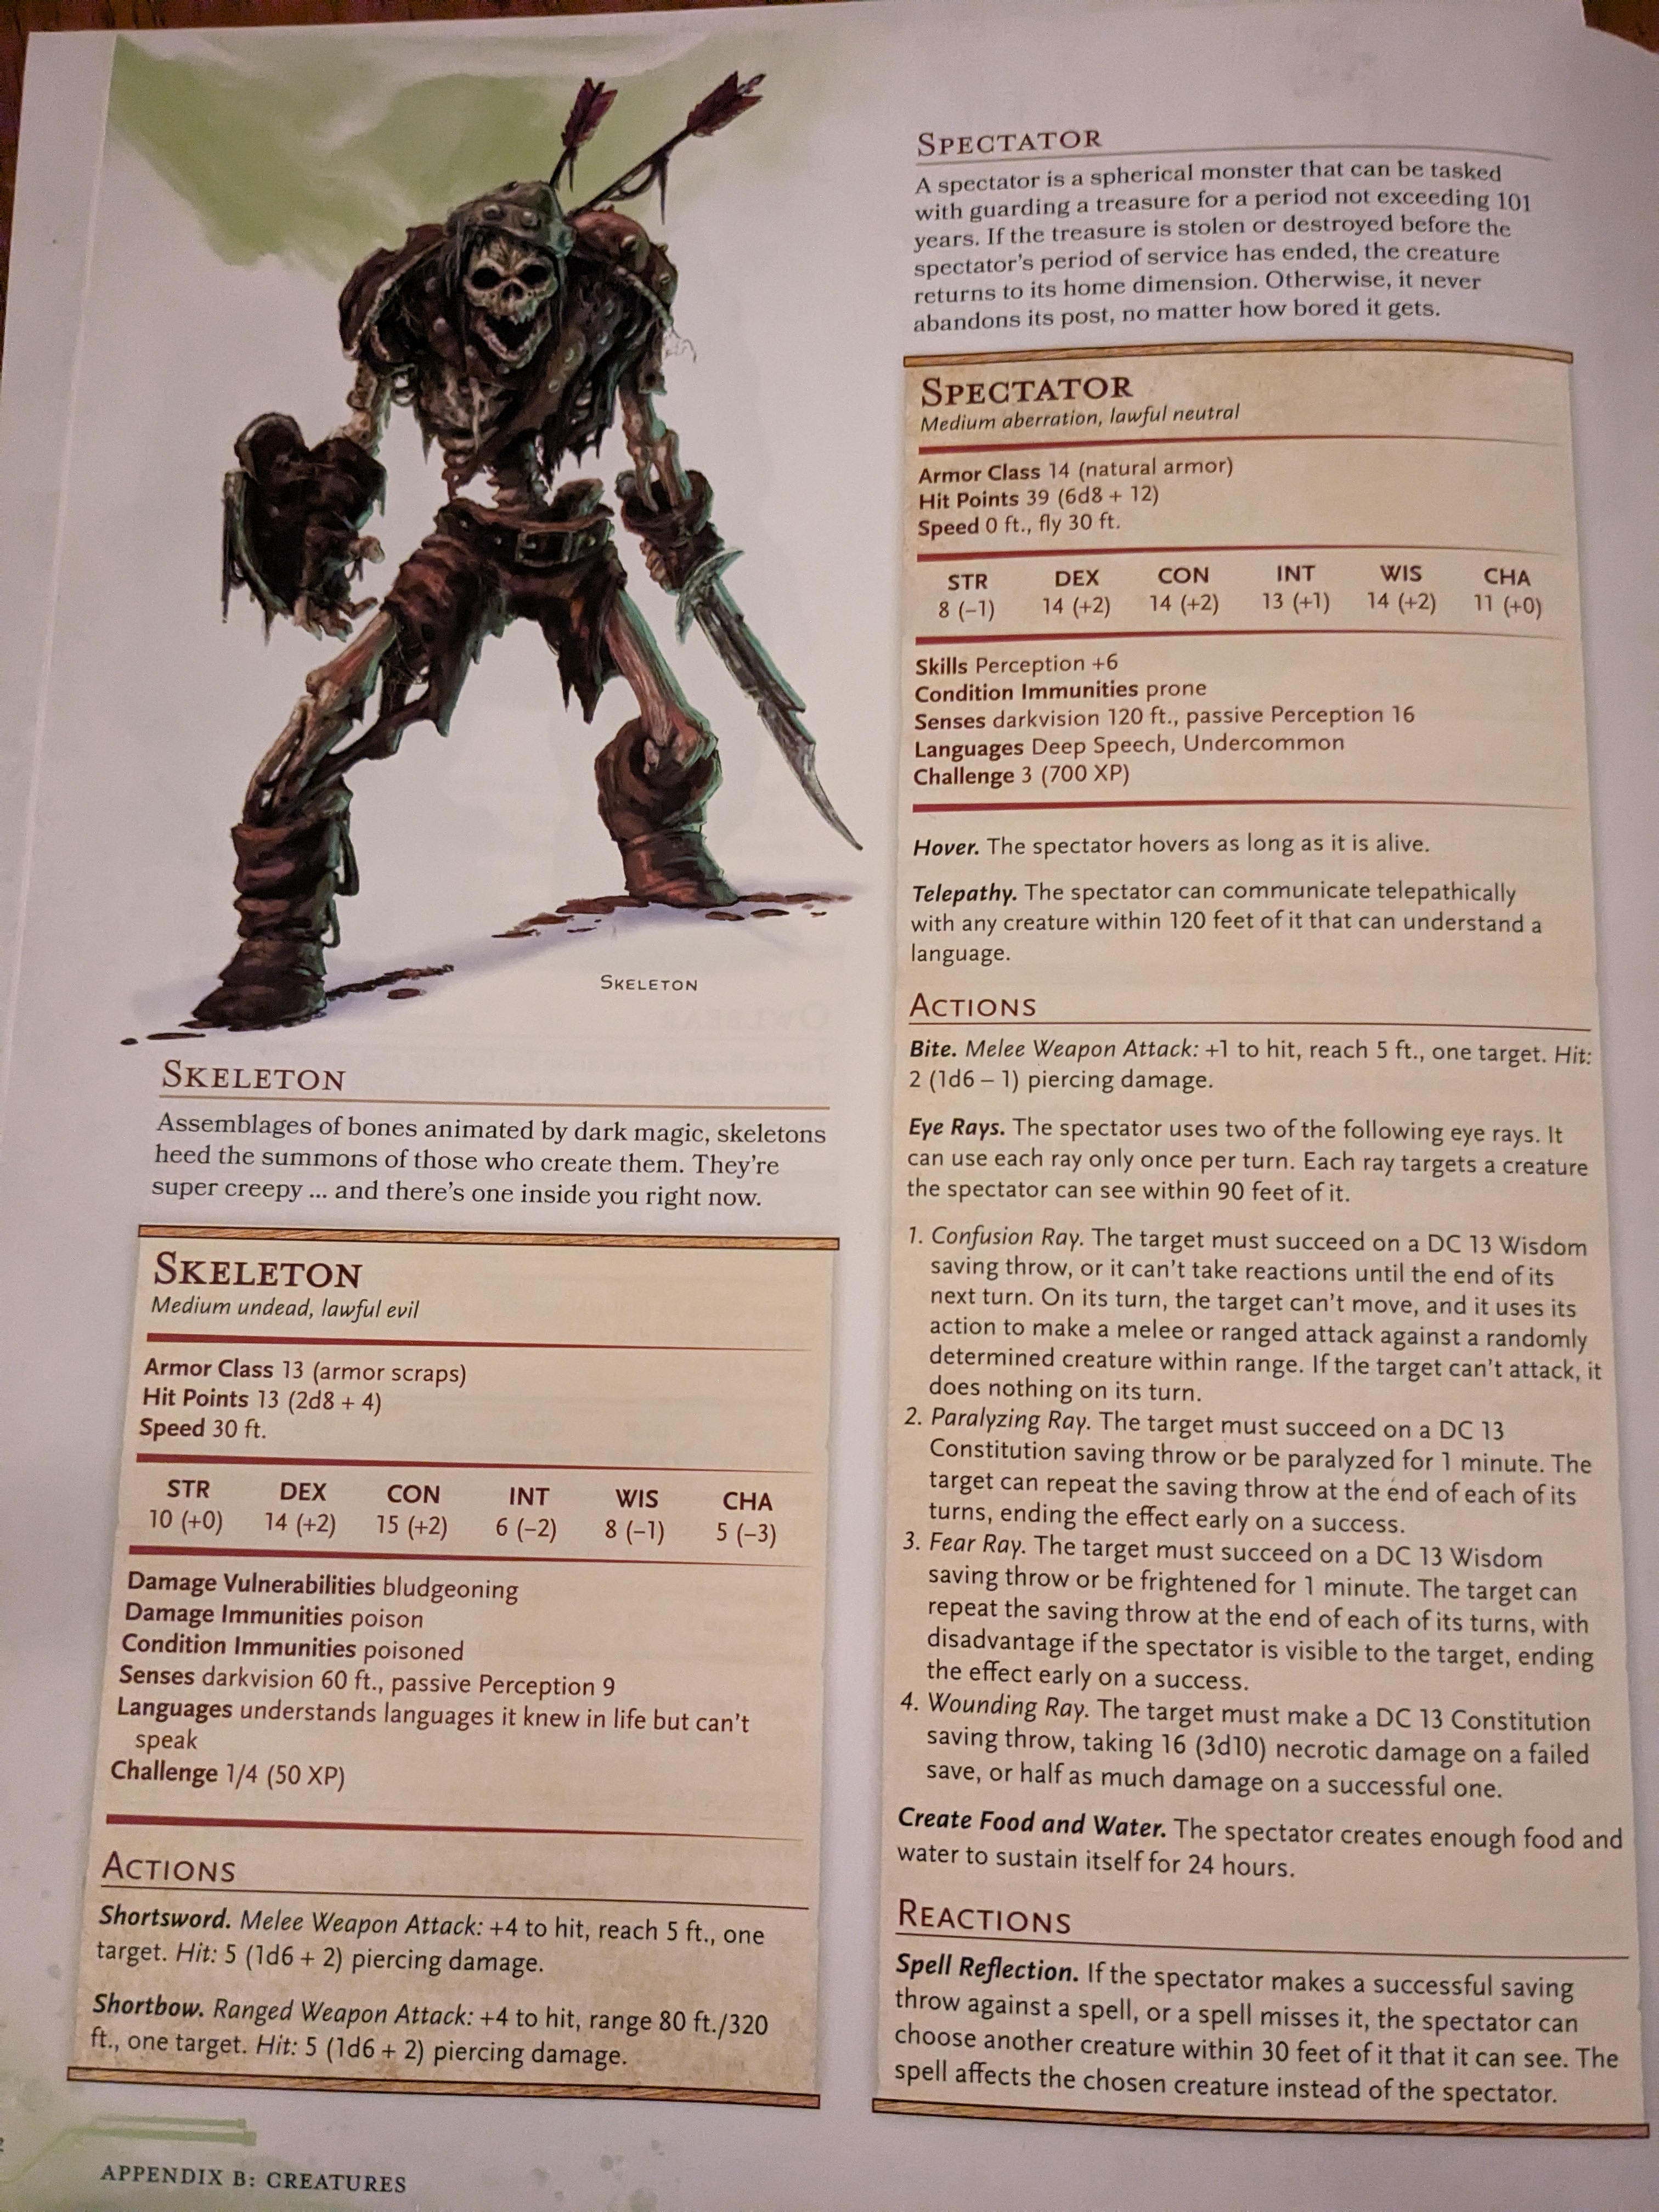 SKELETON
SKELETON
Assemblages of bones animated by dark magic, skeletons
heed the summons of those who create them. They're
super creepy ... and there's one inside you right now.
SKELETON
Medium undead, lawful evil
Armor Class 13 (armor scraps)
Hit Points 13 (2d8 + 4)
Speed 30 ft.
STR DEX CON INT WIS CHA
10 (+0) 14 (+2) 15 (+2) 6 (–2) 8 (–1) 5 (–3)
Damage Vulnerabilities bludgeoning
Damage Immunities poison
Condition Immunities poisoned
Senses darkvision 60 ft., passive Perception 9
Languages understands languages it knew in life but can't
speak
Challenge 1/4 (50 XP)
ACTIONS
Shortsword. Melee Weapon Attack: +4 to hit, reach 5 ft., one
target. Hit: 5 (1d6 + 2) piercing damage.
Shortbow. Ranged Weapon Attack: +4 to hit, range 80 ft./320
ft., one target. Hit: 5 (1d6 + 2) piercing damage.
SPECTATOR
A spectator is a spherical monster that can be tasked
with guarding a treasure for a period not exceeding 101
years. If the treasure is stolen or destroyed before the
spectator's period of service has ended, the creature
returns to its home dimension. Otherwise, it never
abandons its post, no matter how bored it gets.
SPECTATOR
Medium aberration, lawful neutral
Armor Class 14 (natural armor)
Hit Points 39 (6d8 + 12)
Speed 0 ft., fly 30 ft.
STR DEX CON INT WIS CHA
8 (–1) 14 (+2) 14 (+2) 13 (+1) 14 (+2) 11 (+0)
Skills Perception +6
Condition Immunities prone
Senses darkvision 120 ft., passive Perception 16
Languages Deep Speech, Undercommon
Challenge 3 (700 XP)
Hover. The spectator hovers as long as it is alive.
Telepathy. The spectator can communicate telepathically
with any creature within 120 feet of it that can understand a
language.
ACTIONS
Bite. Melee Weapon Attack: +1 to hit, reach 5 ft., one target. Hit:
2 (1d6 – 1) piercing damage.
Eye Rays. The spectator uses two of the following eye rays. It
can use each ray only once per turn. Each ray targets a creature
the spectator can see within 90 feet of it.
1. Confusion Ray. The target must succeed on a DC 13 Wisdom
saving throw, or it can't take reactions until the end of its
next turn. On its turn, the target can't move, and it uses its
action to make a melee or ranged attack against a randomly
determined creature within range. If the target can't attack, it
does nothing on its turn.
2. Paralyzing Ray. The target must succeed on a DC 13
Constitution saving throw or be paralyzed for 1 minute. The
target can repeat the saving throw at the end of each of its
turns, ending the effect early on a success.
3. Fear Ray. The target must succeed on a DC 13 Wisdom
saving throw or be frightened for 1 minute. The target can
repeat the saving throw at the end of each of its turns, with
disadvantage if the spectator is visible to the target, ending
the effect early on a success.
4. Wounding Ray. The target must make a DC 13 Constitution
saving throw, taking 16 (3d10) necrotic damage on a failed
save, or half as much damage on a successful one.
Create Food and Water. The spectator creates enough food and
water to sustain itself for 24 hours.
REACTIONS
Spell Reflection. If the spectator makes a successful saving
throw against a spell, or a spell misses it, the spectator can
choose another creature within 30 feet of it that it can see. The
spell affects the chosen creature instead of the spectator.
APPENDIX B: CREATURES